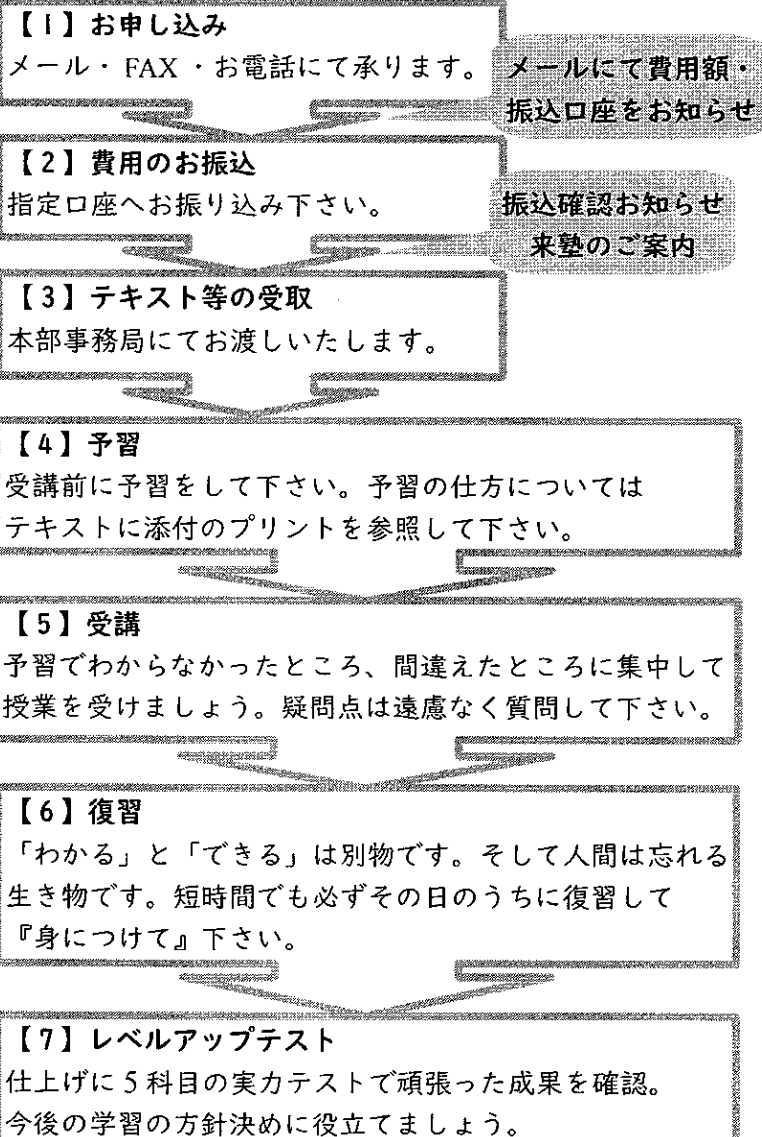 【1】お申し込み
メール・FAX・お電話にて承ります。
メールにて費用額・
振込口座をお知らせ
【2】費用のお振込
指定口座へお振り込み下さい。
振込確認お知らせ
来塾のご案内
【3】テキスト等の受取
本部事務局にてお渡しいたします。
【4】予習
受講前に予習をして下さい。予習の仕方については
テキストに添付のプリントを参照して下さい。
【5】受講
予習でわからなかったところ、間違えたところに集中して
授業を受けましょう。疑問点は遠慮なく質問して下さい。
【6】復習
「わかる」と「できる」は別物です。そして人間は忘れる
生き物です。短時間でも必ずその日のうちに復習して
『身につけて』下さい。
【7】レベルアップテスト
仕上げに5科目の実力テストで頑張った成果を確認。
今後の学習の方針決めに役立てましょう。